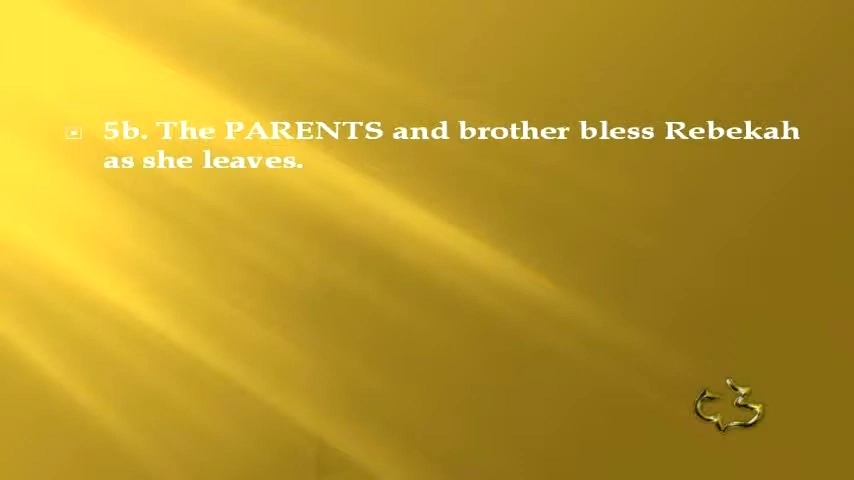 5b. The PARENTS and brother bless Rebekah
as she leaves.